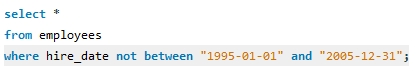 select *
from employees
where hire_date not between "1995-01-01" and "2005-12-31";